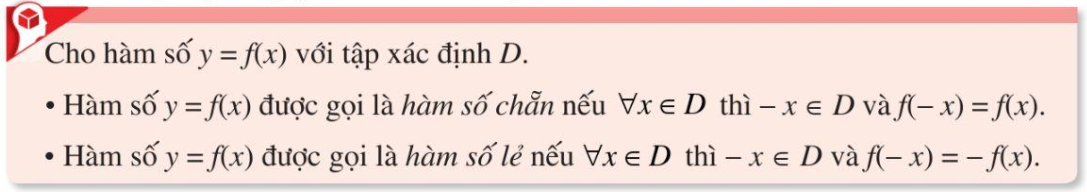 Cho hàm số y = f(x) với tập xác định D.
• Hàm số y = f(x) được gọi là hàm số chẵn nếu ∀x ∈ D thì – x ∈ D và f(– x) = f(x).
• Hàm số y = f(x) được gọi là hàm số lẻ nếu ∀x ∈ D thì – x ∈ D và f(– x) = – f(x).